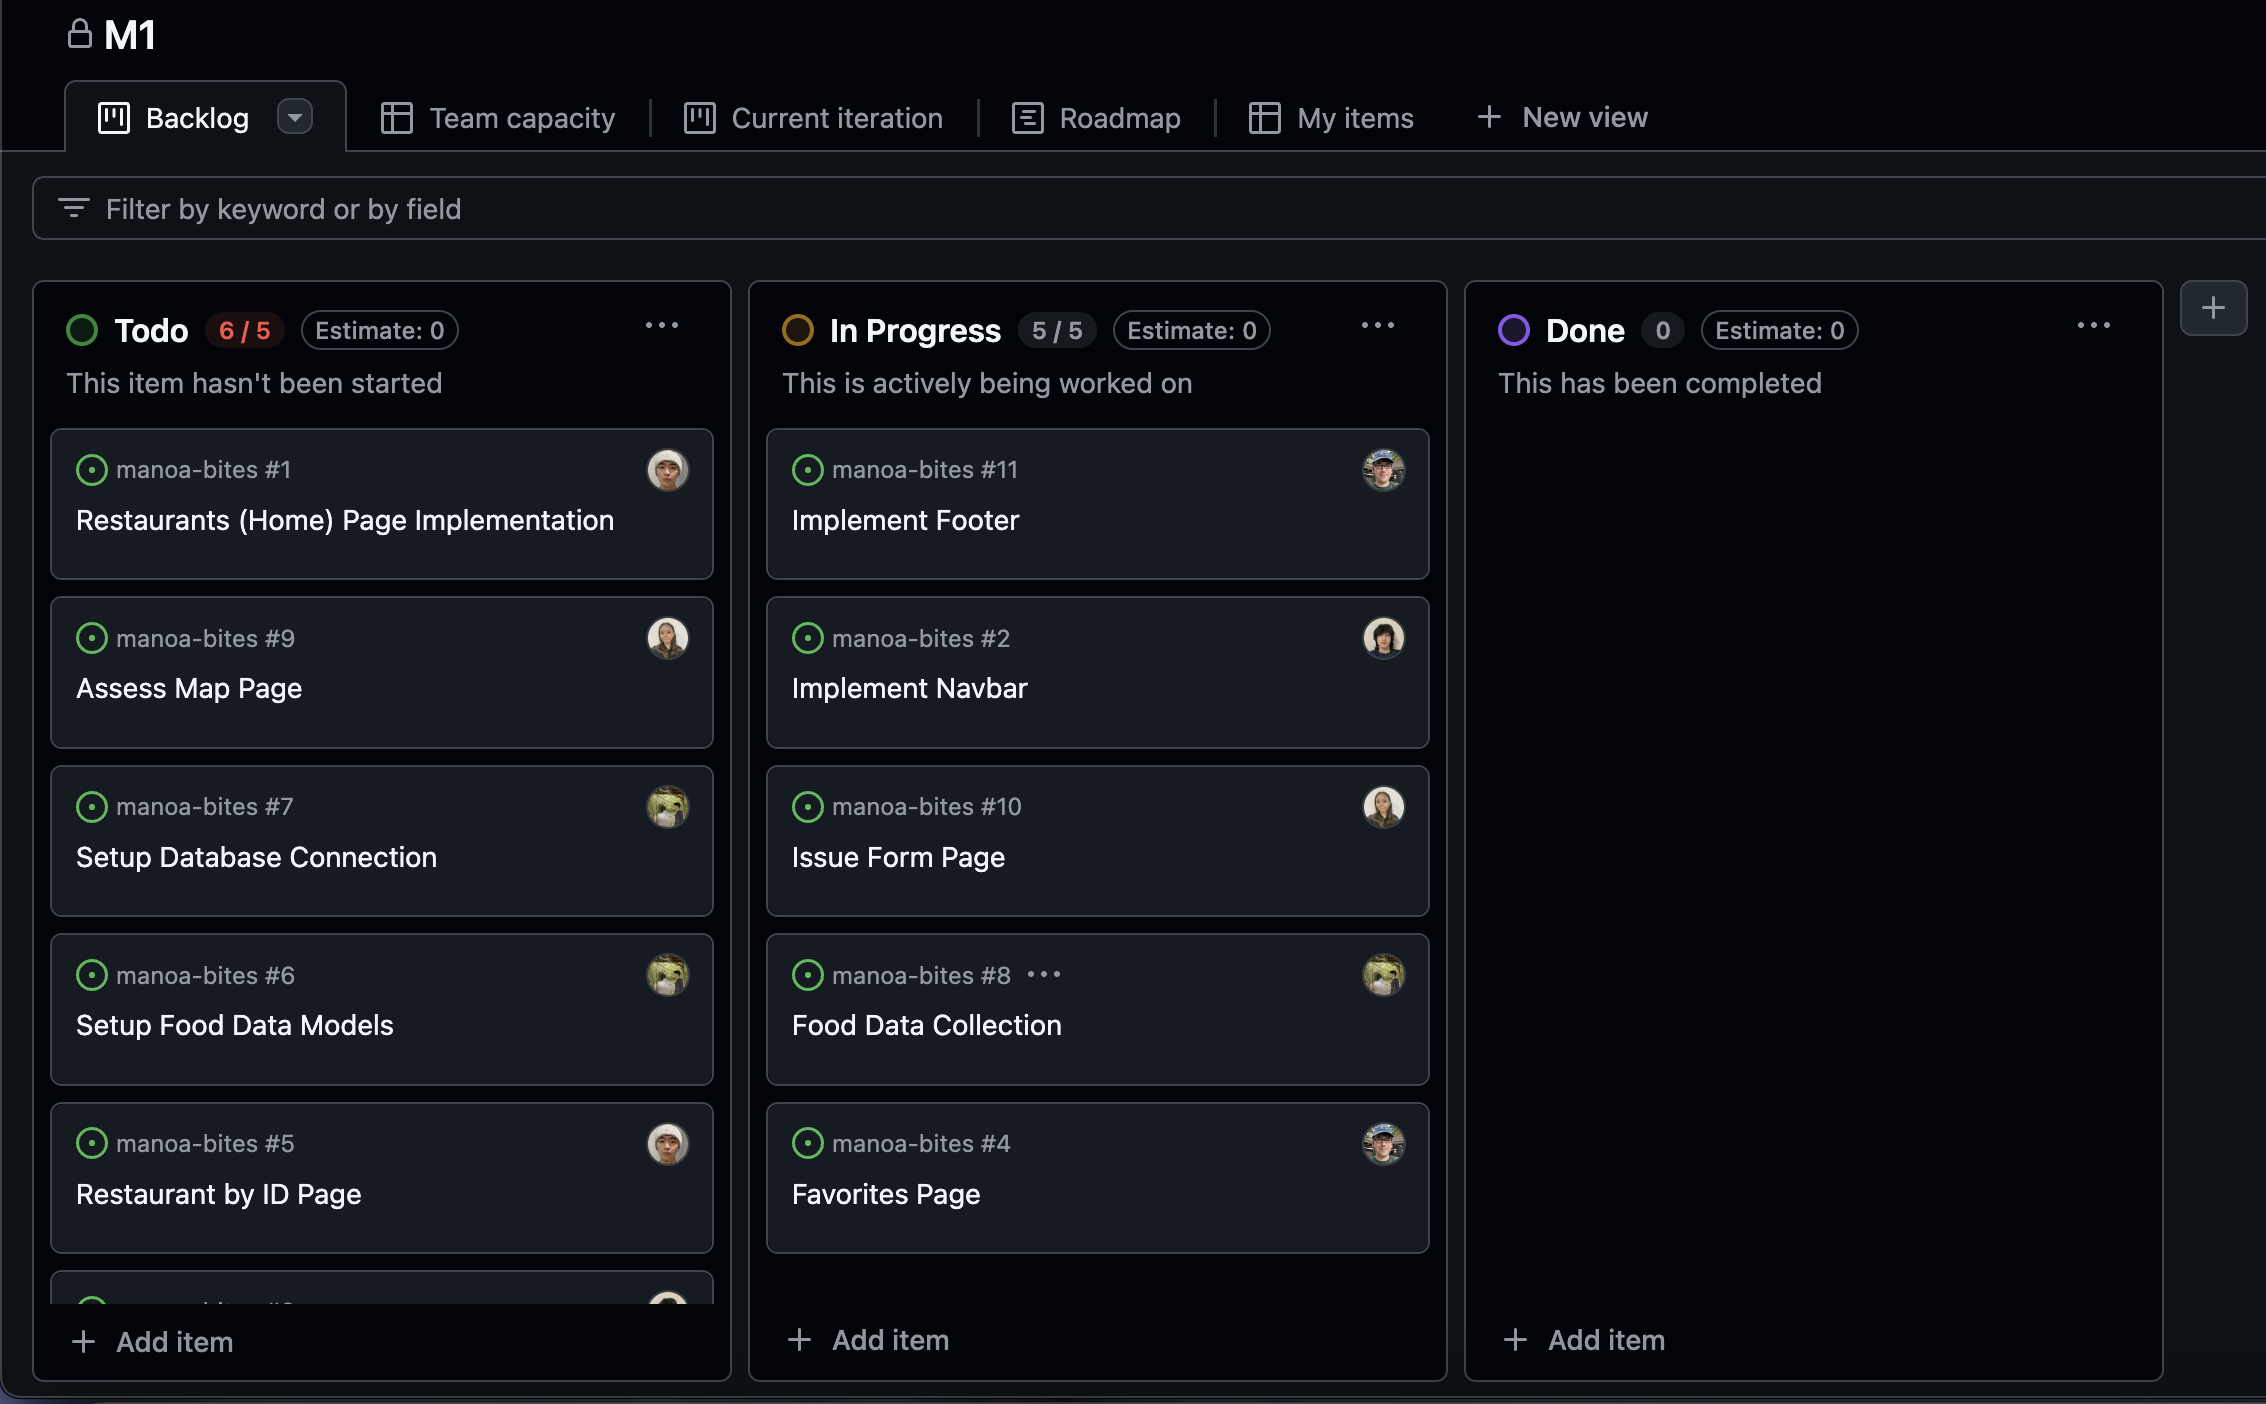 M1
Backlog
Team capacity
Current iteration
Roadmap
My items
New view
Filter by keyword or by field
Todo 6 / 5 Estimate: 0
This item hasn't been started
manoa-bites #1
Restaurants (Home) Page Implementation
manoa-bites #9
Assess Map Page
manoa-bites #7
Setup Database Connection
manoa-bites #6
Setup Food Data Models
manoa-bites #5
Restaurant by ID Page
Add item
In Progress 5 / 5 Estimate: 0
This is actively being worked on
manoa-bites #11
Implement Footer
manoa-bites #2
Implement Navbar
manoa-bites #10
Issue Form Page
manoa-bites #8
Food Data Collection
manoa-bites #4
Favorites Page
Add item
Done 0 Estimate: 0
This has been completed
Add item